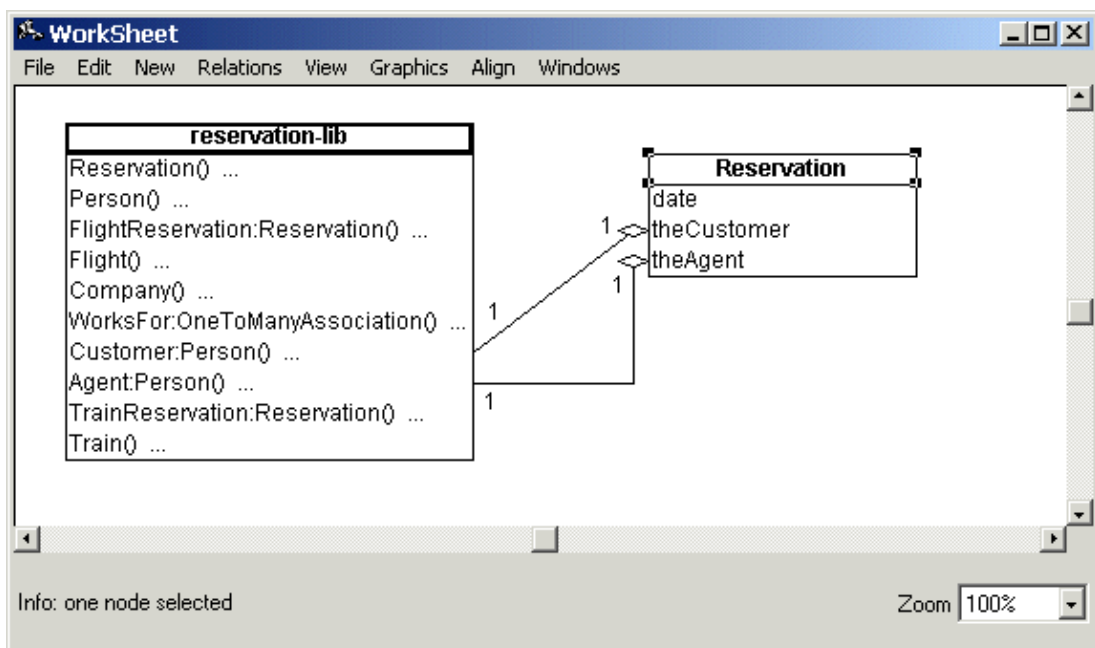 WorkSheet
File Edit New Relations View Graphics Align Windows
reservation-lib
Reservation() ...
Person() ...
FlightReservation:Reservation() ...
Flight() ...
Company() ...
WorksFor:OneToManyAssociation() ...
Customer:Person() ...
Agent:Person() ...
TrainReservation:Reservation() ...
Train() ...
1
1
Reservation
date
1 theCustomer
theAgent
1
Info: one node selected
Zoom 100%